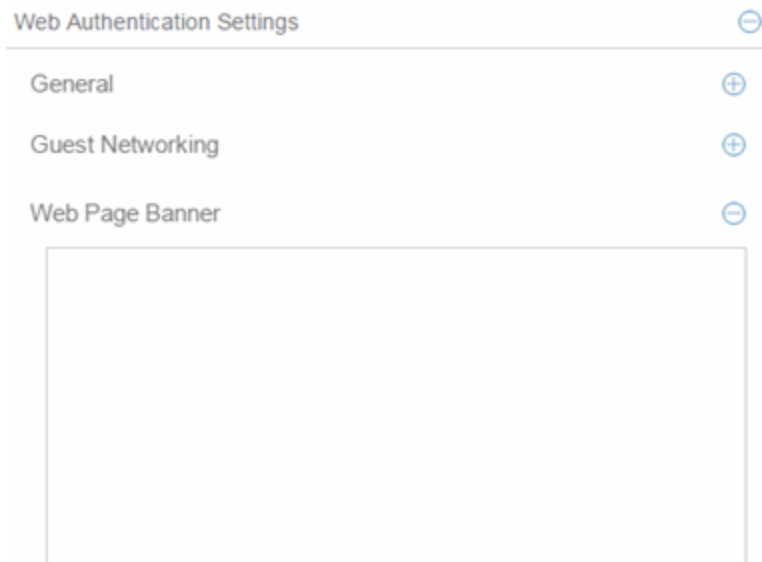 Web Authentication Settings
General
Guest Networking
Web Page Banner